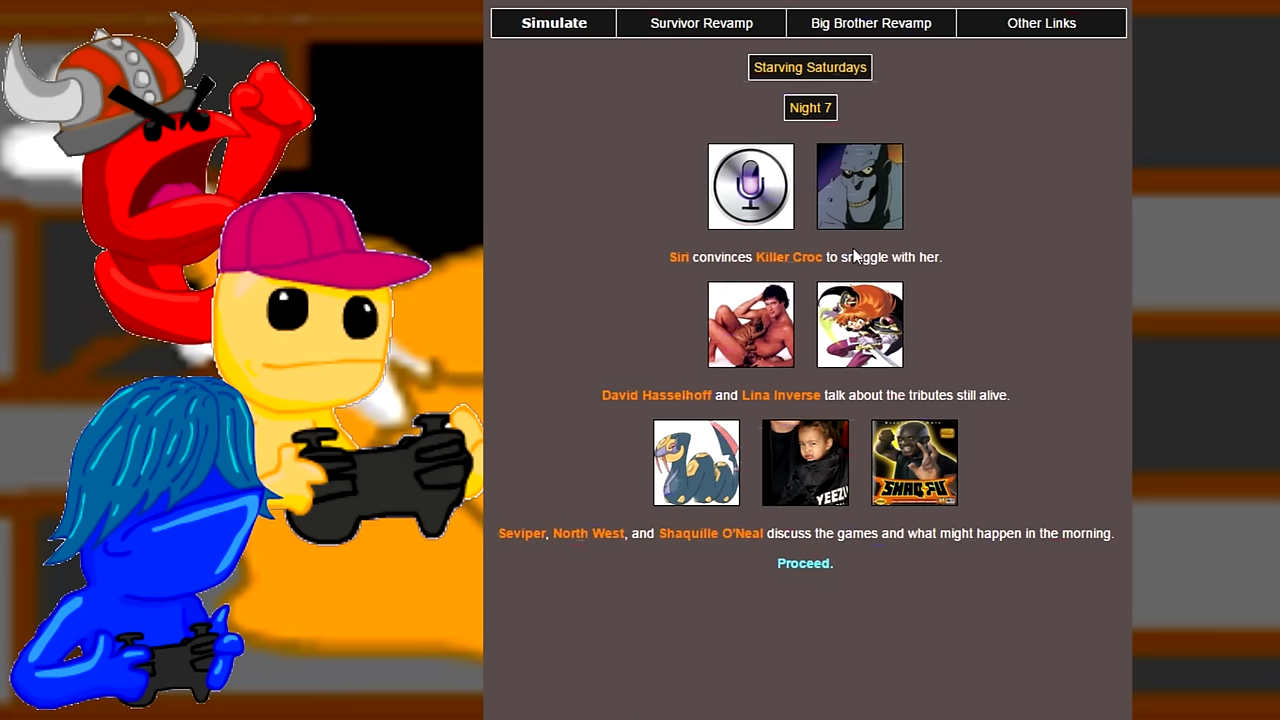 Simulate Survivor Revamp Big Brother Revamp Other Links
Starving Saturdays
Night 7
Siri convinces Killer Croc to snuggle with her.
David Hasselhoff and Lina Inverse talk about the tributes still alive.
YEEZU
SHAQ-FU
Seviper, North West, and Shaquille O'Neal discuss the games and what might happen in the morning.
Proceed.